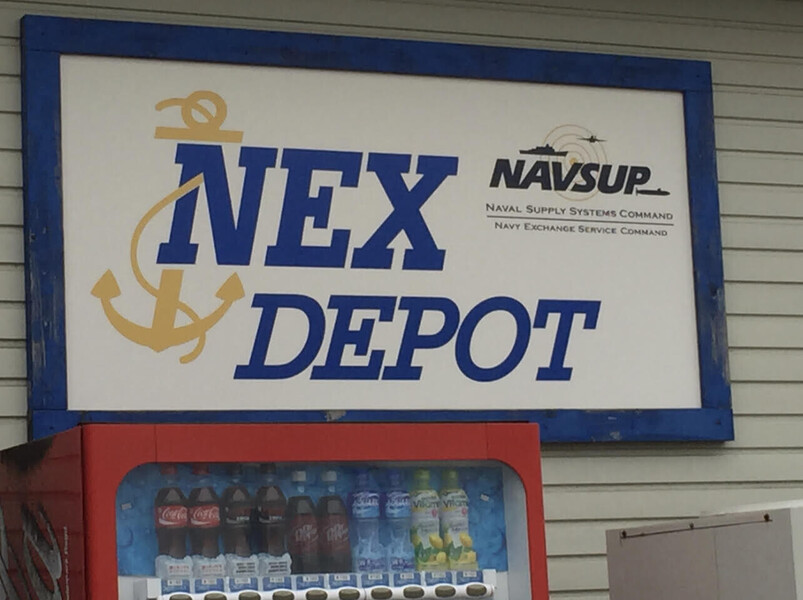 NEX
DEPOT
NAVSUP
NAVAL SUPPLY SYSTEMS COMMAND
NAVY EXCHANGE SERVICE COMMAND
Coca-Cola Coca-Cola